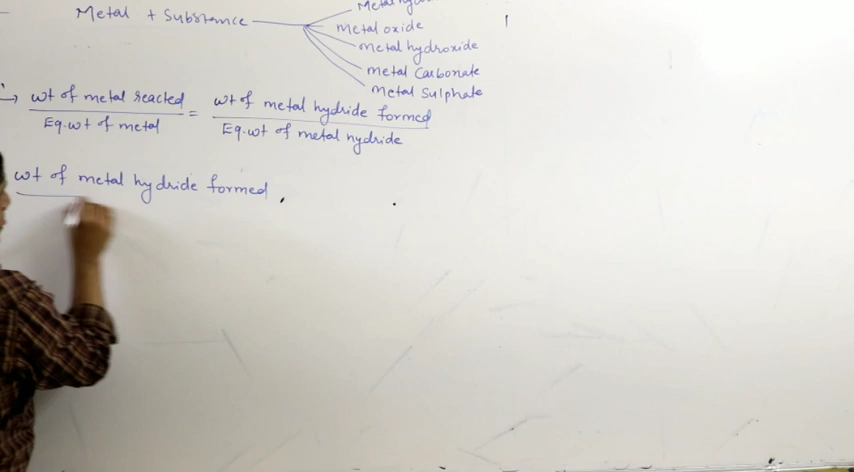 Metal + Substance
Metal
metal oxide
metal hydroxide
metal Carbonate
metal Sulphate
wt of metal reacted = wt of metal hydride formed
Eq.wt of metal Eq.wt of metal hydride
wt of metal hydride formed